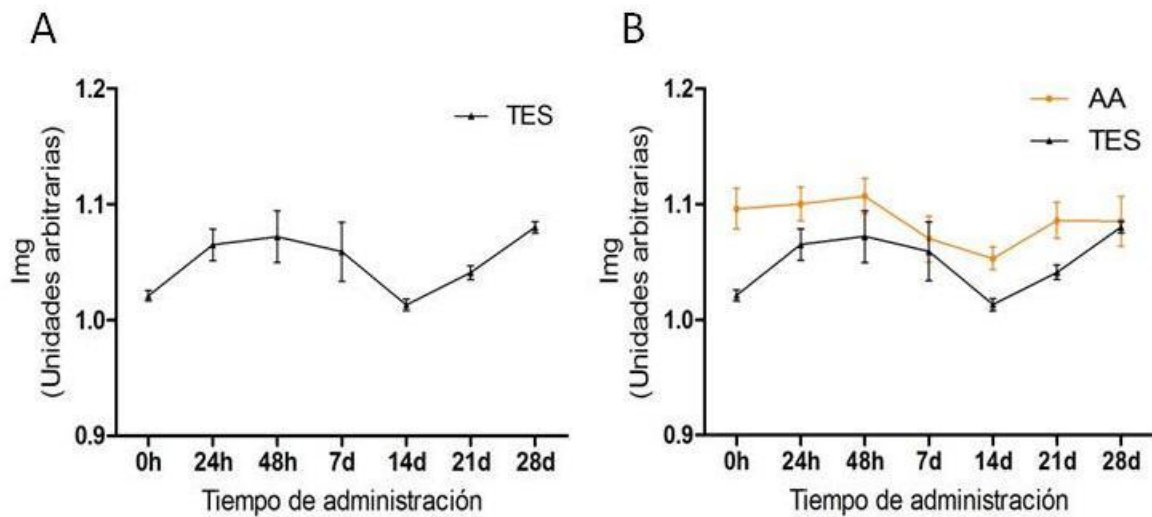 A
1.2
1.1
1.0
0.9
Img
(Unidades arbitrarias)
TES
0h 24h 48h 7d 14d 21d 28d
Tiempo de administración
B
1.2
1.1
1.0
0.9
Img
(Unidades arbitrarias)
AA
TES
0h 24h 48h 7d 14d 21d 28d
Tiempo de administración